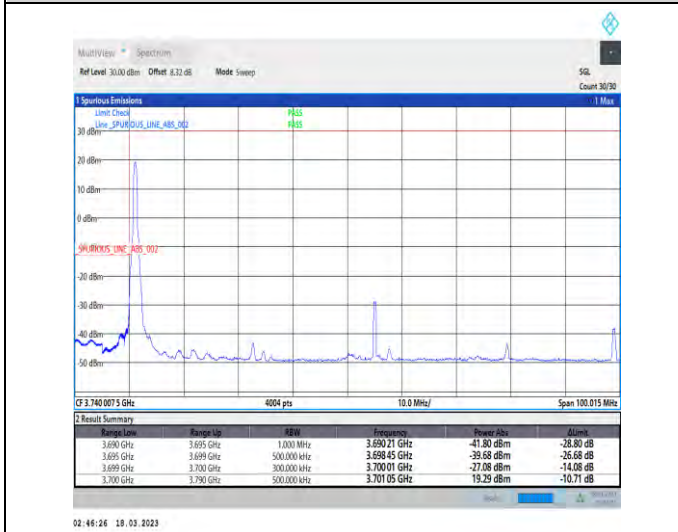 MultiView Spectrum
Ref Level 30.00 dBm Offset 8.32 dB Mode Sweep SGL
Count 30/30
1 Spurious Emissions 1 Max
Limit Check PASS
Line _SPURIOUS_LINE_ABS_002 PASS
30 dBm
20 dBm
10 dBm
0 dBm
_SPURIOUS_LINE_ABS_002
-20 dBm
-30 dBm
-40 dBm
-50 dBm
CF 3.740 007 5 GHz 4004 pts 10.0 MHz/ Span 100.015 MHz
2 Result Summary
Range Low Range Up RBW Frequency Power Abs ΔLimit
3.690 GHz 3.695 GHz 1.000 MHz 3.690 21 GHz -41.80 dBm -28.80 dB
3.695 GHz 3.699 GHz 500.000 kHz 3.698 45 GHz -39.68 dBm -26.68 dB
3.699 GHz 3.700 GHz 300.000 kHz 3.700 01 GHz -27.08 dBm -14.08 dB
3.700 GHz 3.790 GHz 500.000 kHz 3.701 05 GHz 19.29 dBm -10.71 dB
02:46:26 18.03.2023